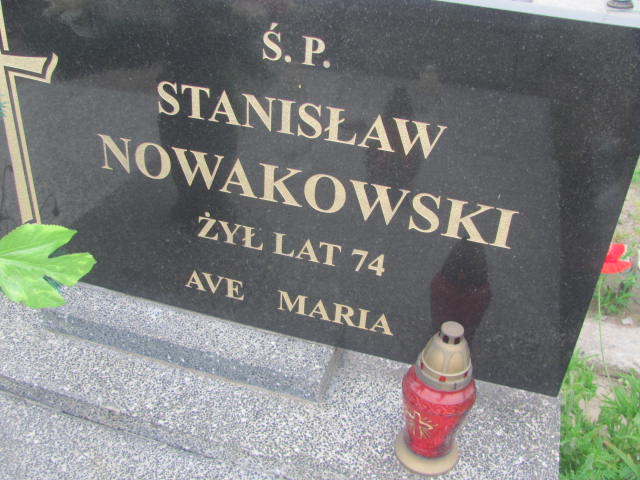 Ś. P.
STANISŁAW
NOWAKOWSKI
ŻYŁ LAT 74
AVE MARIA